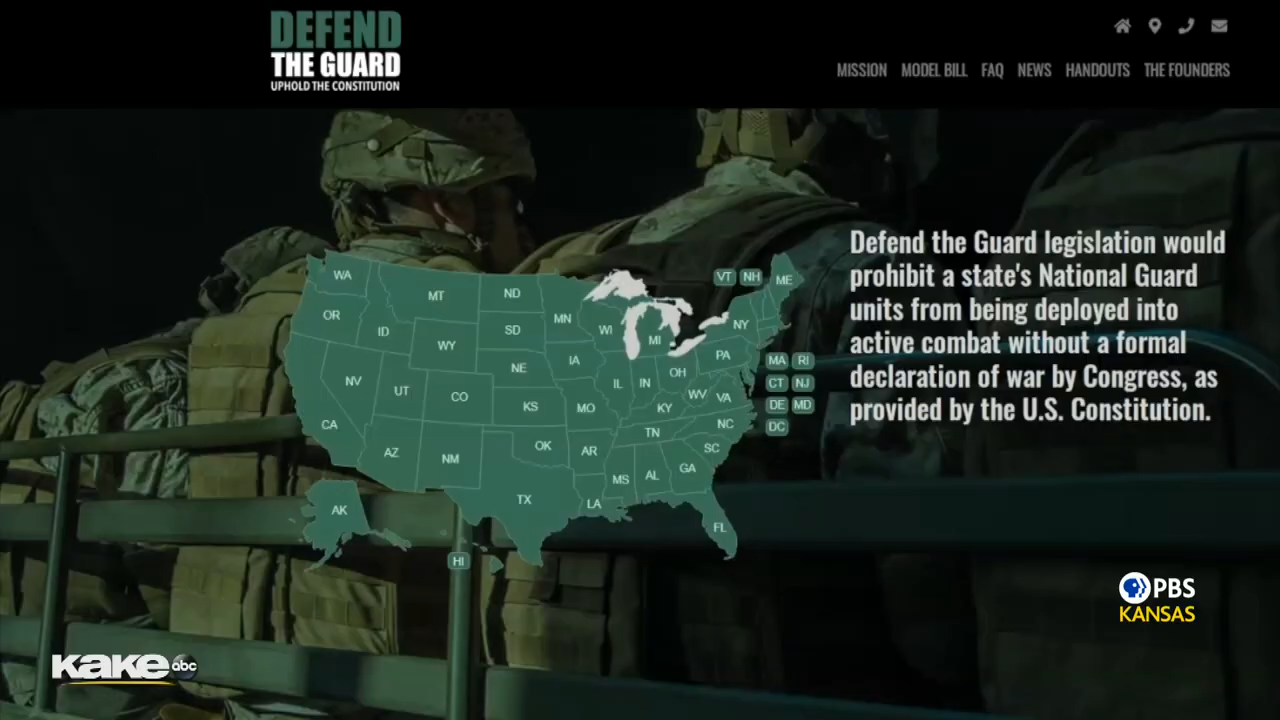 DEFEND
THE GUARD
UPHOLD THE CONSTITUTION
MISSION MODEL BILL FAQ NEWS HANDOUTS THE FOUNDERS
Defend the Guard legislation would
prohibit a state's National Guard
units from being deployed into
active combat without a formal
declaration of war by Congress, as
provided by the U.S. Constitution.
WA
MT
ND
MN
VT NH ME
OR
ID
SD
WI
MI
NY
WY
NE
IA
PA
MA RI
NV
UT
CO
KS
IL
IN
OH
CT NJ
CA
MO
KY
WV
VA
DE MD
AZ
NM
OK
AR
TN
NC
DC
MS
AL
GA
SC
TX
LA
FL
AK
HI
PBS
KANSAS
KAKE abc